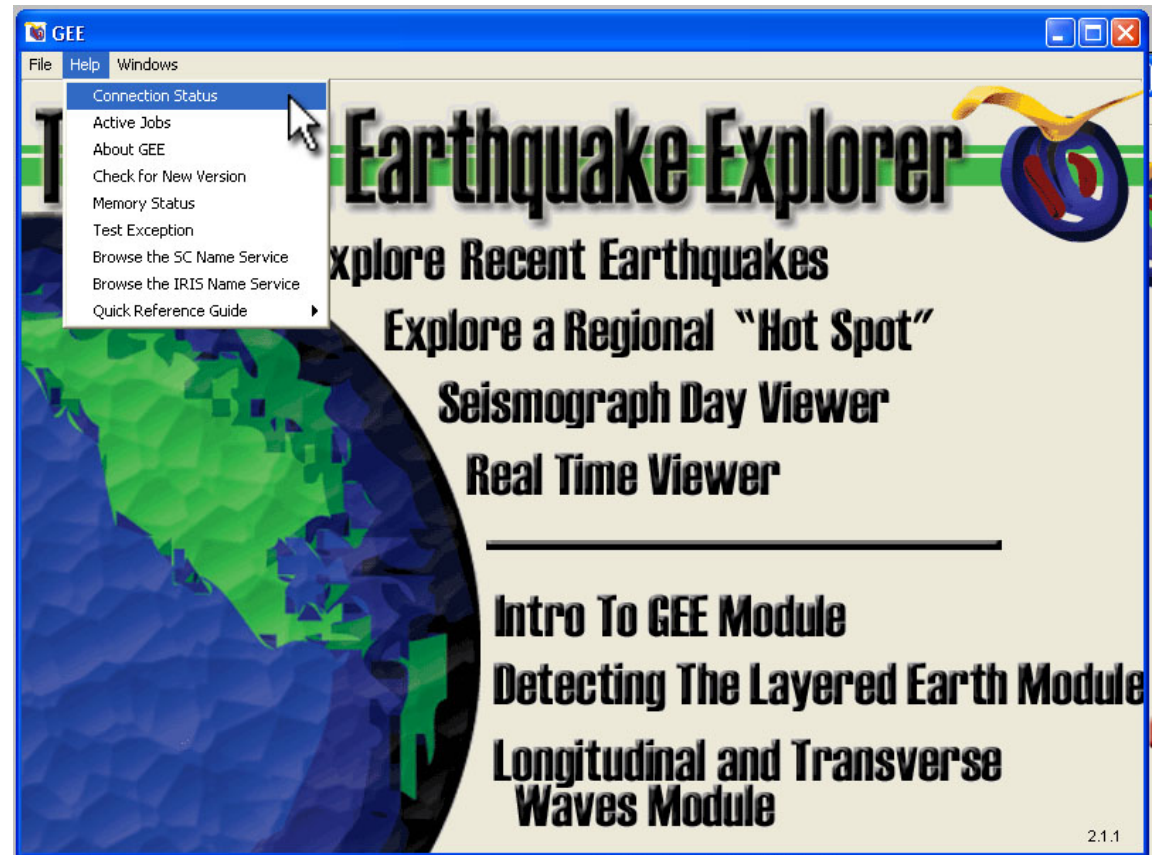 GEE
File Help Windows
Connection Status
Active Jobs
About GEE
Check for New Version
Memory Status
Test Exception
Browse the SC Name Service
Browse the IRIS Name Service
Quick Reference Guide
Earthquake Explorer
xplore Recent Earthquakes
Explore a Regional "Hot Spot"
Seismograph Day Viewer
Real Time Viewer
Intro To GEE Module
Detecting The Layered Earth Module
Longitudinal and Transverse
Waves Module
2.1.1